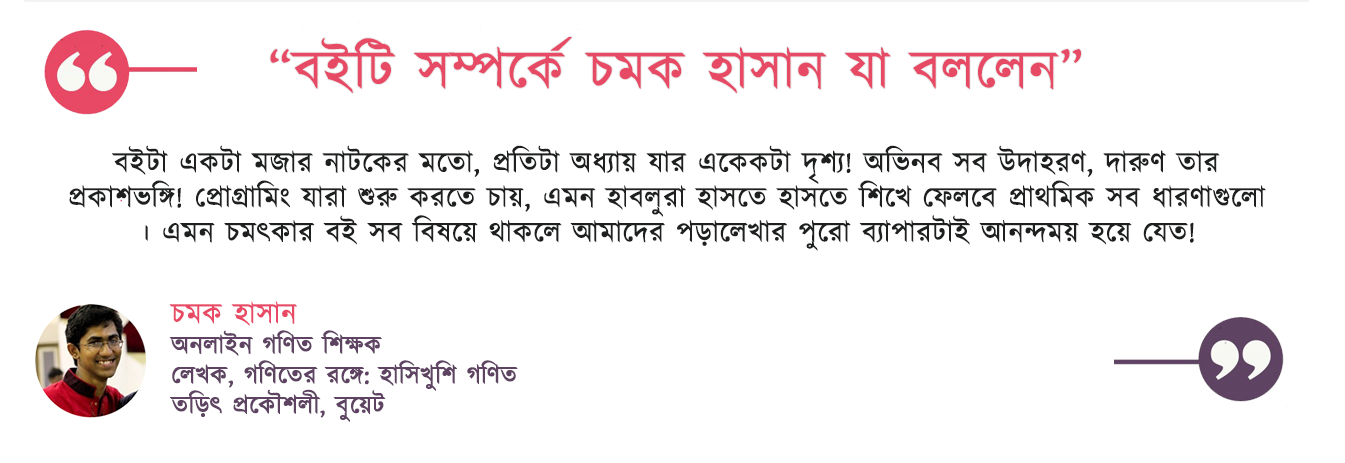 “বইটি সম্পর্কে চমক হাসান যা বললেন”
বইটা একটা মজার নাটকের মতো, প্রতিটা অধ্যায় যার একেকটা দৃশ্য! অভিনব সব উদাহরণ, দারুণ তার
প্রকাশভঙ্গি! প্রোগ্রামিং যারা শুরু করতে চায়, এমন হাবলুরা হাসতে হাসতে শিখে ফেলবে প্রাথমিক সব ধারণাগুলো
। এমন চমৎকার বই সব বিষয়ে থাকলে আমাদের পড়ালেখার পুরো ব্যাপারটাই আনন্দময় হয়ে যেত!
চমক হাসান
অনলাইন গণিত শিক্ষক
লেখক, গণিতের রঙ্গে: হাসিখুশি গণিত
তড়িৎ প্রকৌশলী, বুয়েট